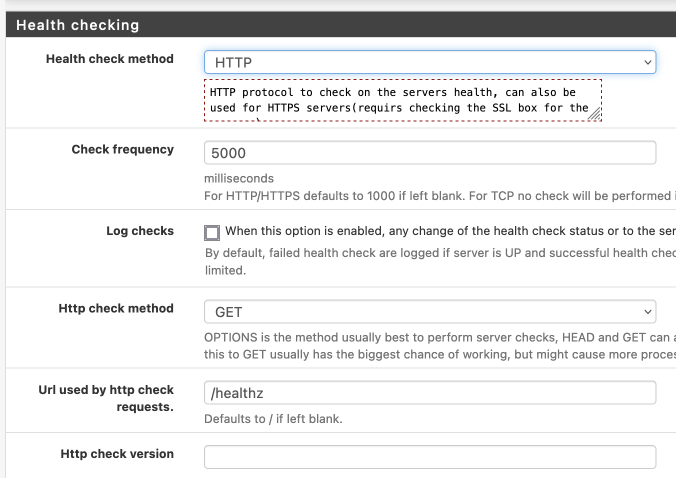 Health checking
Health check method
HTTP
HTTP protocol to check on the servers health, can also be
used for HTTPS servers(requirs checking the SSL box for the
Check frequency
5000
milliseconds
For HTTP/HTTPS defaults to 1000 if left blank. For TCP no check will be performed
Log checks
When this option is enabled, any change of the health check status or to the
By default, failed health check are logged if server is UP and successful health
limited.
Http check method
GET
OPTIONS is the method usually best to perform server checks, HEAD and GET can
this to GET usually has the biggest chance of working, but might cause more
Url used by http check
requests.
/healthz
Defaults to / if left blank.
Http check version